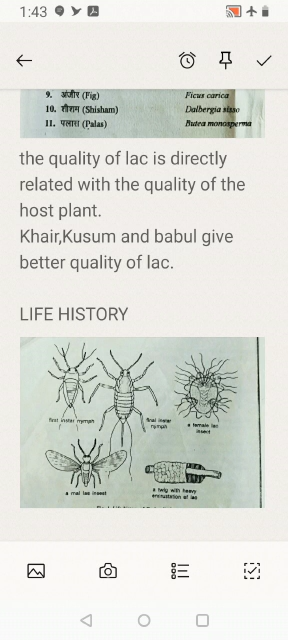 1:43
9. अंजीर (Fig) Ficus carica
10. शीशम (Shisham) Dalbergia sisso
11. पलाश (Palas) Butea monosperma
the quality of lac is directly
related with the quality of the
host plant.
Khair,Kusum and babul give
better quality of lac.
LIFE HISTORY
first instar nymph
first instar
nymph
a female lac
insect
a mal lac insect
a twig with heavy
encrustation of lac